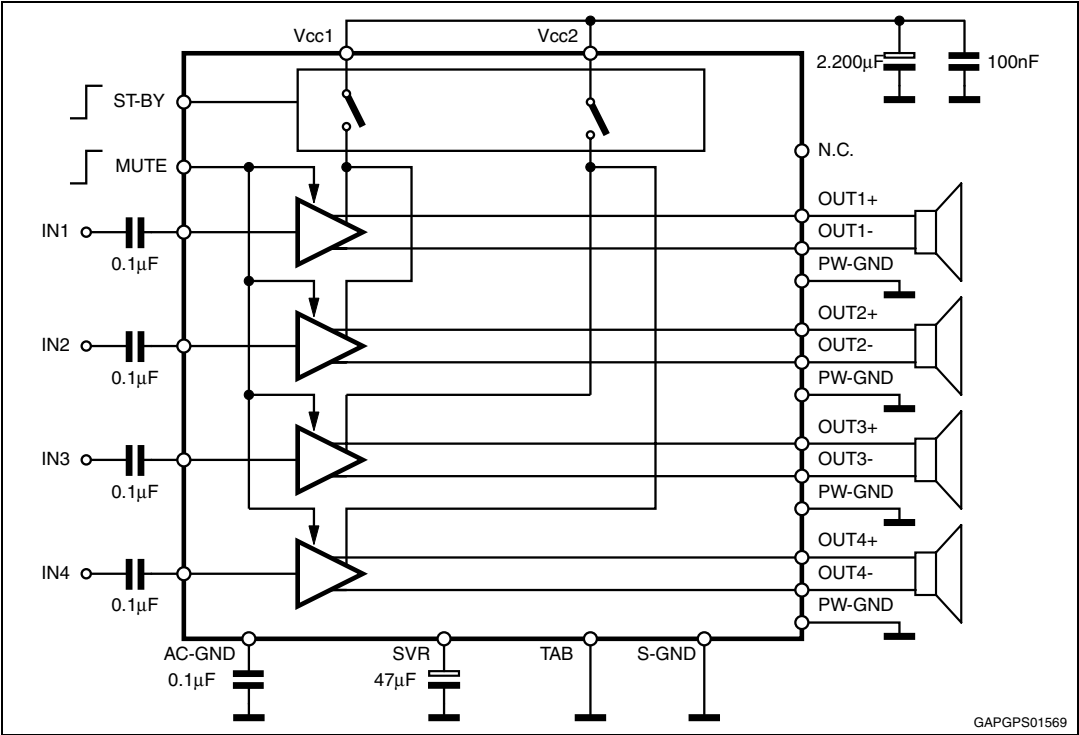 Vcc1
Vcc2
2.200µF
100nF
ST-BY
N.C.
MUTE
OUT1+
IN1
OUT1-
0.1µF
PW-GND
OUT2+
IN2
OUT2-
0.1µF
PW-GND
OUT3+
IN3
OUT3-
0.1µF
PW-GND
OUT4+
IN4
OUT4-
0.1µF
PW-GND
AC-GND
SVR
TAB
S-GND
0.1µF
47µF
GAPGPS01569